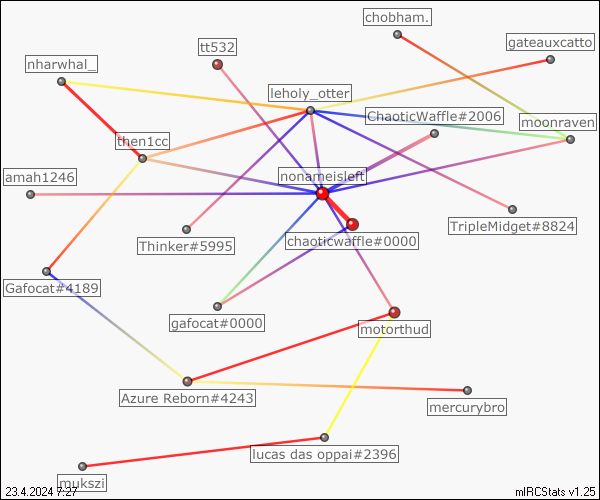 chobham.
gateauxcatto
tt532
nharwhal_
leholy_otter
ChaoticWaffle#2006
moonraven
then1cc
amah1246
nonameisleft
TripleMidget#8824
Thinker#5995
chaoticwaffle#0000
Gafocat#4189
gafocat#0000
motorthud
Azure Reborn#4243
mercurybro
lucas das oppai#2396
mukszi
23.4.2024 7:27
mIRCStats v1.25